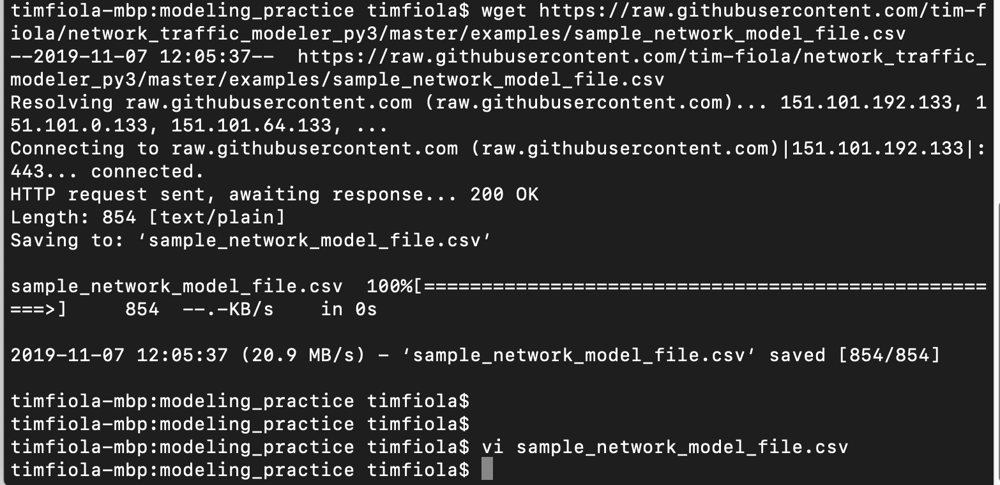 timfiola-mbp:modeling_practice timfiola$ wget https://raw.githubusercontent.com/tim-f
iola/network_traffic_modeler_py3/master/examples/sample_network_model_file.csv
--2019-11-07 12:05:37--  https://raw.githubusercontent.com/tim-fiola/network_traffic_
modeler_py3/master/examples/sample_network_model_file.csv
Resolving raw.githubusercontent.com (raw.githubusercontent.com)... 151.101.192.133, 1
51.101.0.133, 151.101.64.133, ...
Connecting to raw.githubusercontent.com (raw.githubusercontent.com)|151.101.192.133|:
443... connected.
HTTP request sent, awaiting response... 200 OK
Length: 854 [text/plain]
Saving to: ‘sample_network_model_file.csv’
sample_network_model_file.csv  100%[=================================================
===>]     854  --.-KB/s    in 0s
2019-11-07 12:05:37 (20.9 MB/s) - ‘sample_network_model_file.csv’ saved [854/854]
timfiola-mbp:modeling_practice timfiola$
timfiola-mbp:modeling_practice timfiola$
timfiola-mbp:modeling_practice timfiola$ vi sample_network_model_file.csv
timfiola-mbp:modeling_practice timfiola$